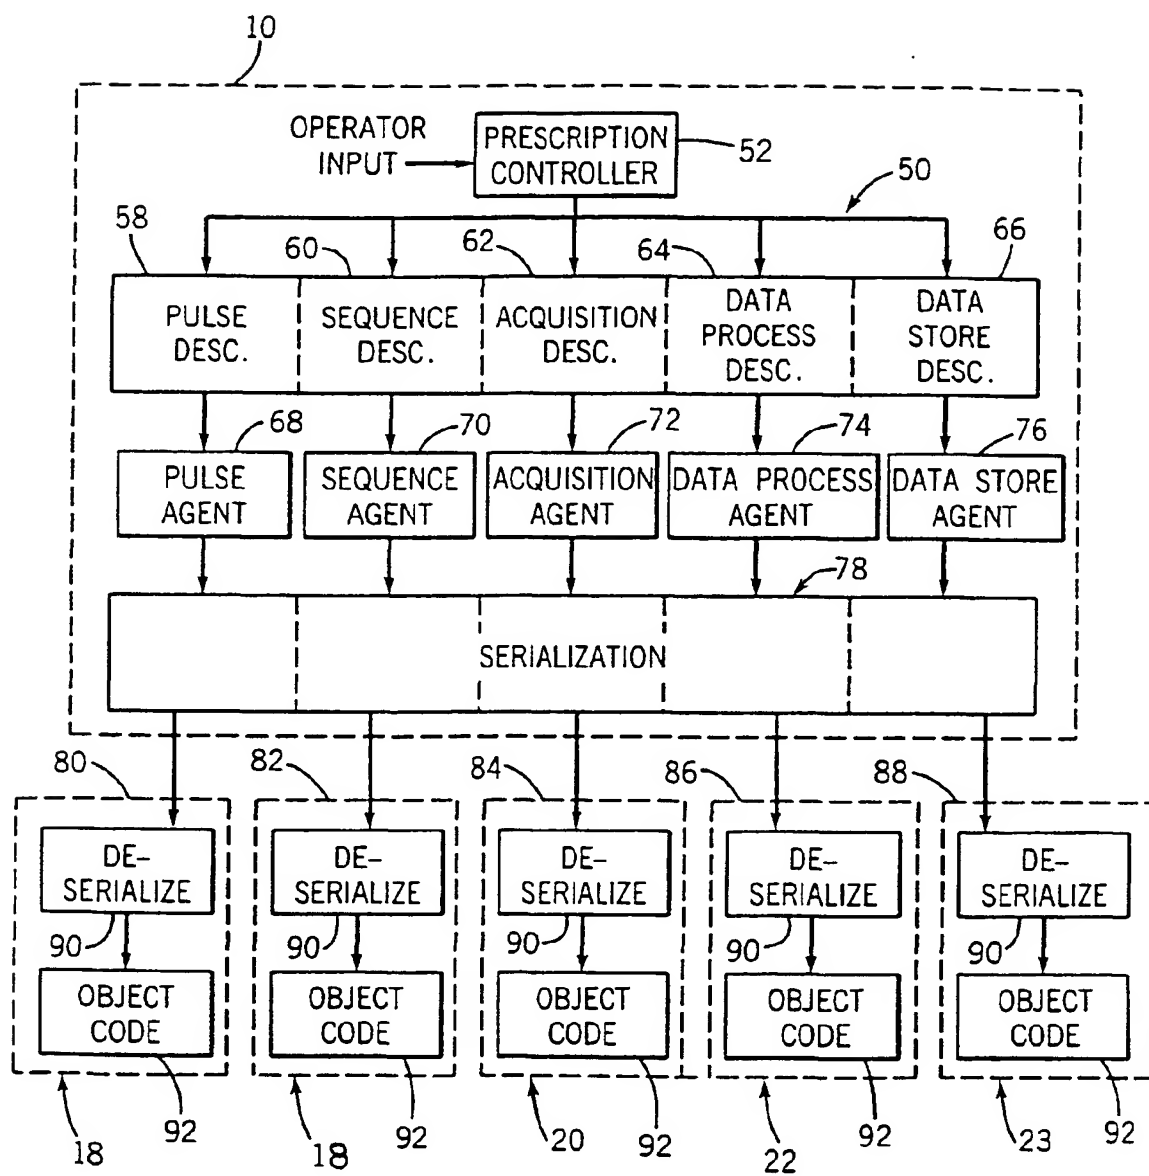 10
OPERATOR
INPUT
PRESCRIPTION
CONTROLLER
52
50
58
60
62
64
66
PULSE
DESC.
SEQUENCE
DESC.
ACQUISITION
DESC.
DATA
PROCESS
DESC.
DATA
STORE
DESC.
68
70
72
74
76
PULSE
AGENT
SEQUENCE
AGENT
ACQUISITION
AGENT
DATA PROCESS
AGENT
DATA STORE
AGENT
78
SERIALIZATION
80
82
84
86
88
DE-
SERIALIZE
DE-
SERIALIZE
DE-
SERIALIZE
DE-
SERIALIZE
DE-
SERIALIZE
90
90
90
90
90
OBJECT
CODE
OBJECT
CODE
OBJECT
CODE
OBJECT
CODE
OBJECT
CODE
18
92
18
92
20
92
22
92
23
92